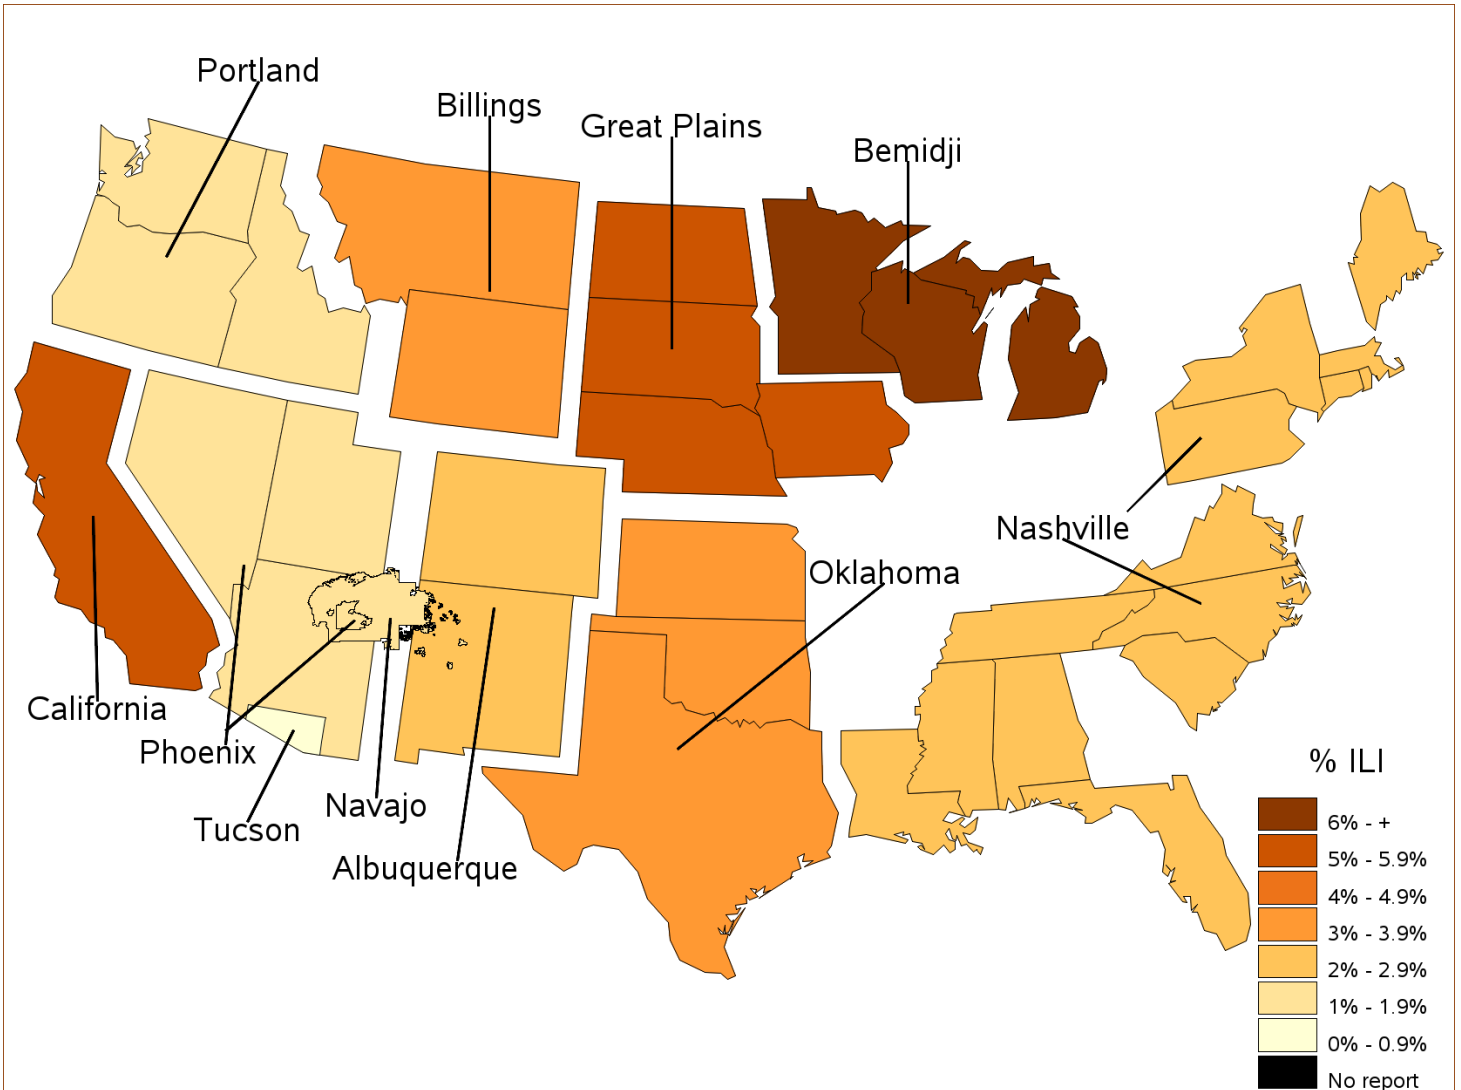 Portland
Billings
Great Plains
Bemidji
Nashville
Oklahoma
California
Phoenix
Navajo
Tucson
Albuquerque
% ILI
6% - +
5% - 5.9%
4% - 4.9%
3% - 3.9%
2% - 2.9%
1% - 1.9%
0% - 0.9%
No report